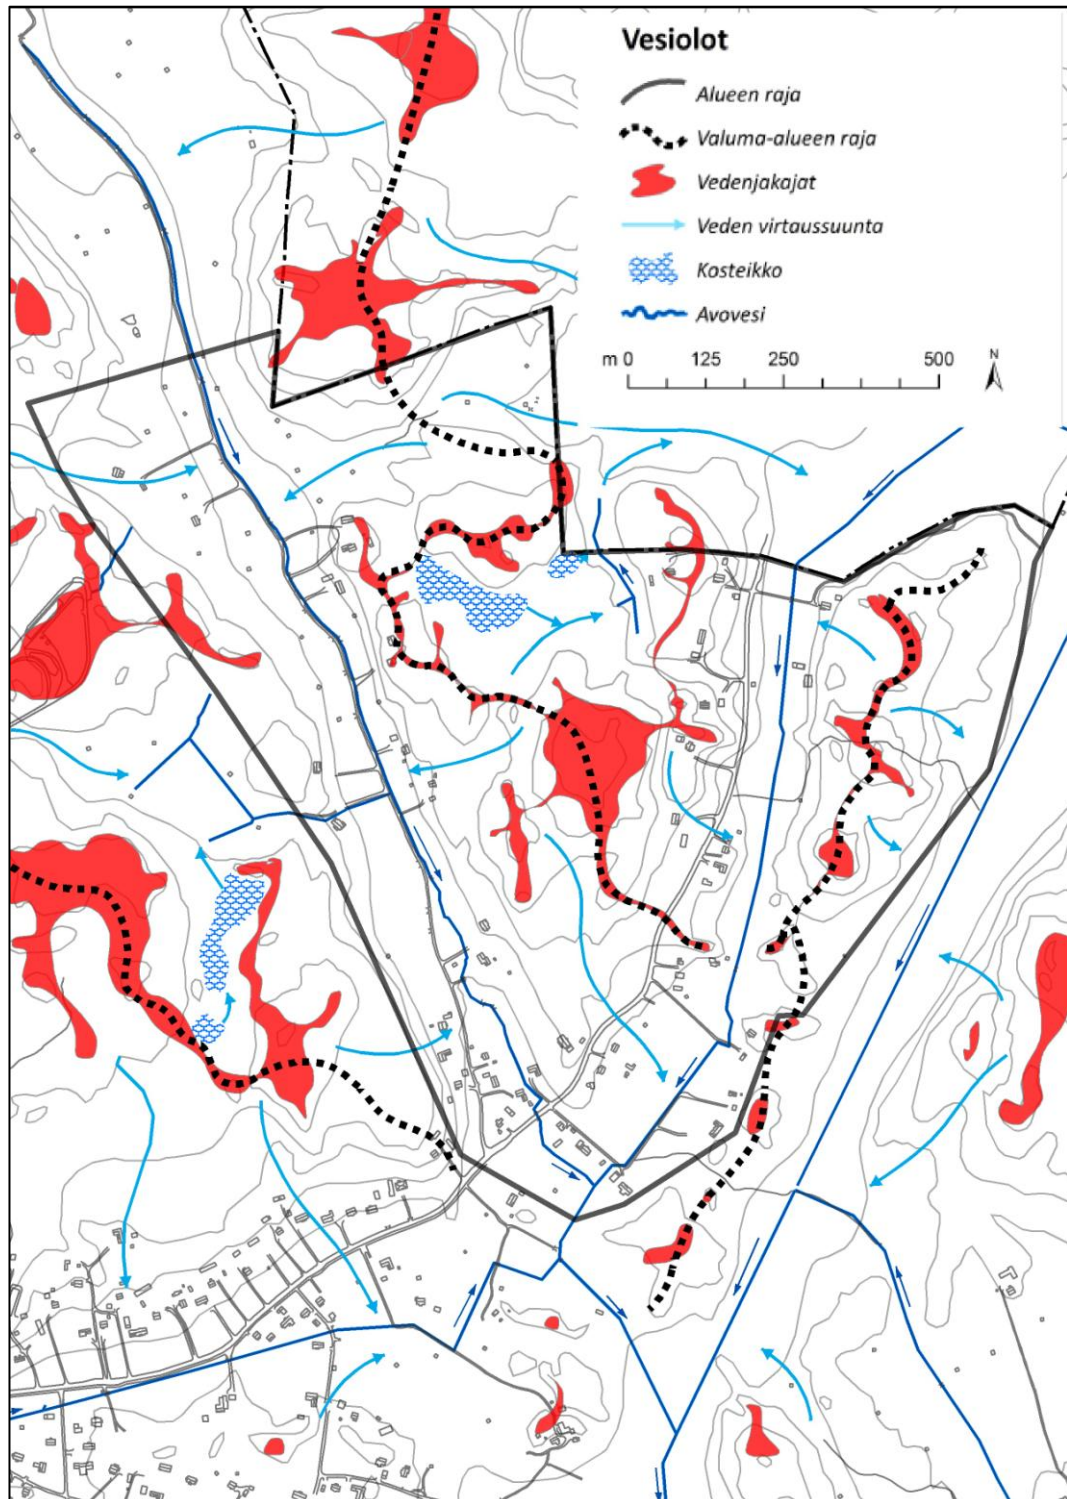 Vesiolot
Alueen raja
Valuma-alueen raja
Vedenjakajat
Veden virtaussuunta
Kosteikko
Avovesi
m 0 125 250 500
N